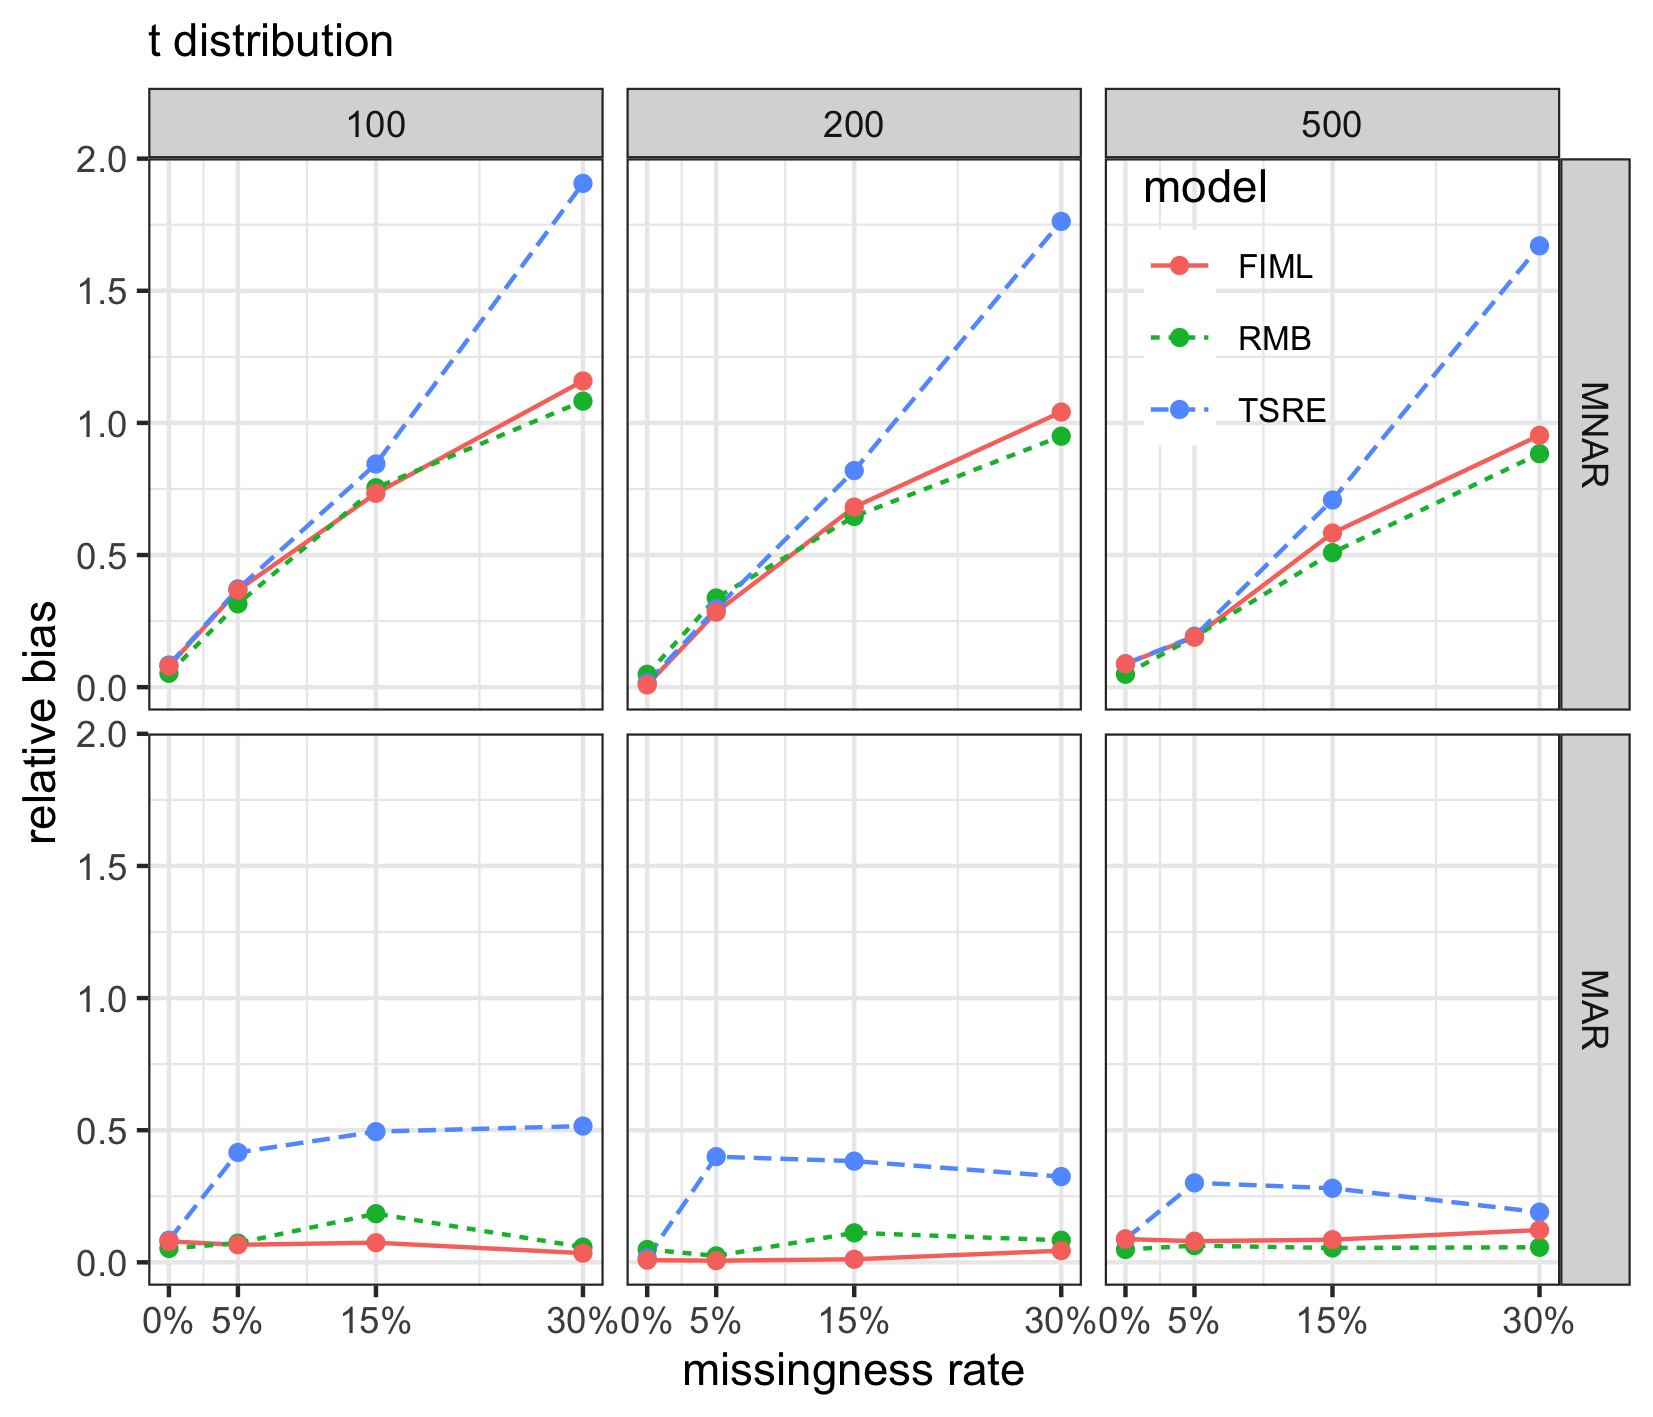 t distribution
100
200
500
2.0
1.5
1.0
0.5
0.0
model
FIML
RMB
TSRE
MNAR
relative bias
2.0
1.5
1.0
0.5
0.0
MAR
0% 5% 15% 30% 0% 5% 15% 30% 0% 5% 15% 30%
missingness rate